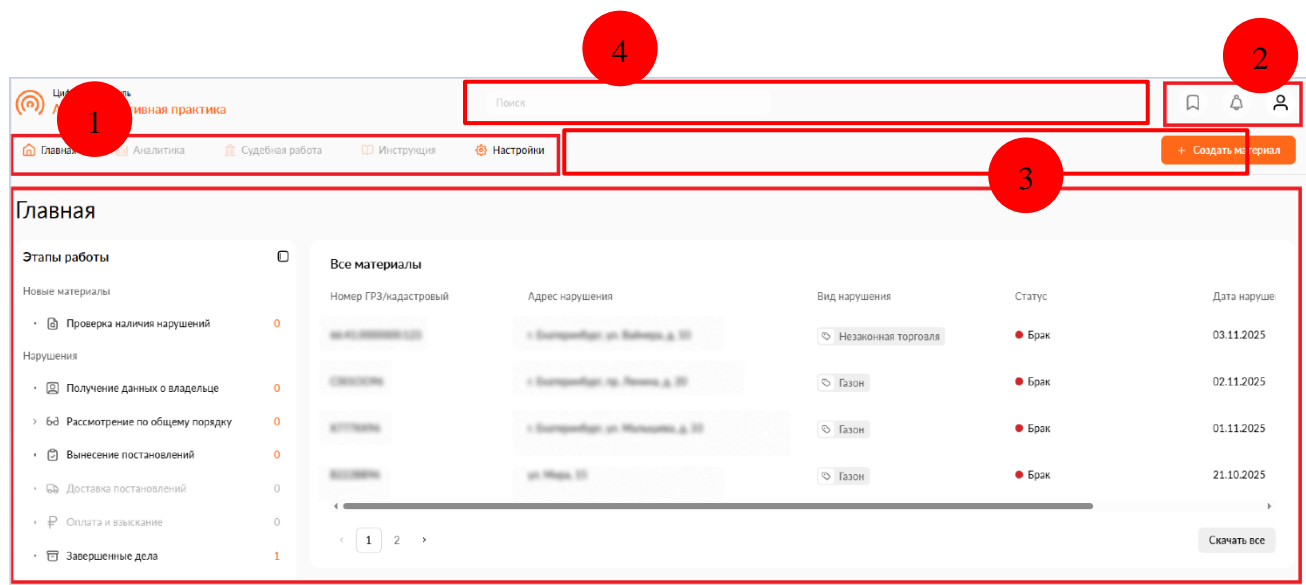 4
2
1
ивная практика
Поиск
Главная Аналитика Судебная работа Инструкция Настройки
+ Создать материал
3
Главная
Этапы работы
Новые материалы
Проверка наличия нарушений 0
Нарушения
Получение данных о владельце 0
Рассмотрение по общему порядку 0
Вынесение постановлений 0
Доставка постановлений 0
Оплата и взыскание 0
Завершенные дела 1
Все материалы
Номер ГРЗ/кадастровый Адрес нарушения Вид нарушения Статус Дата наруше
Незаконная торговля Брак 03.11.2025
Газон Брак 02.11.2025
Газон Брак 01.11.2025
Газон Брак 21.10.2025
1 2
Скачать все